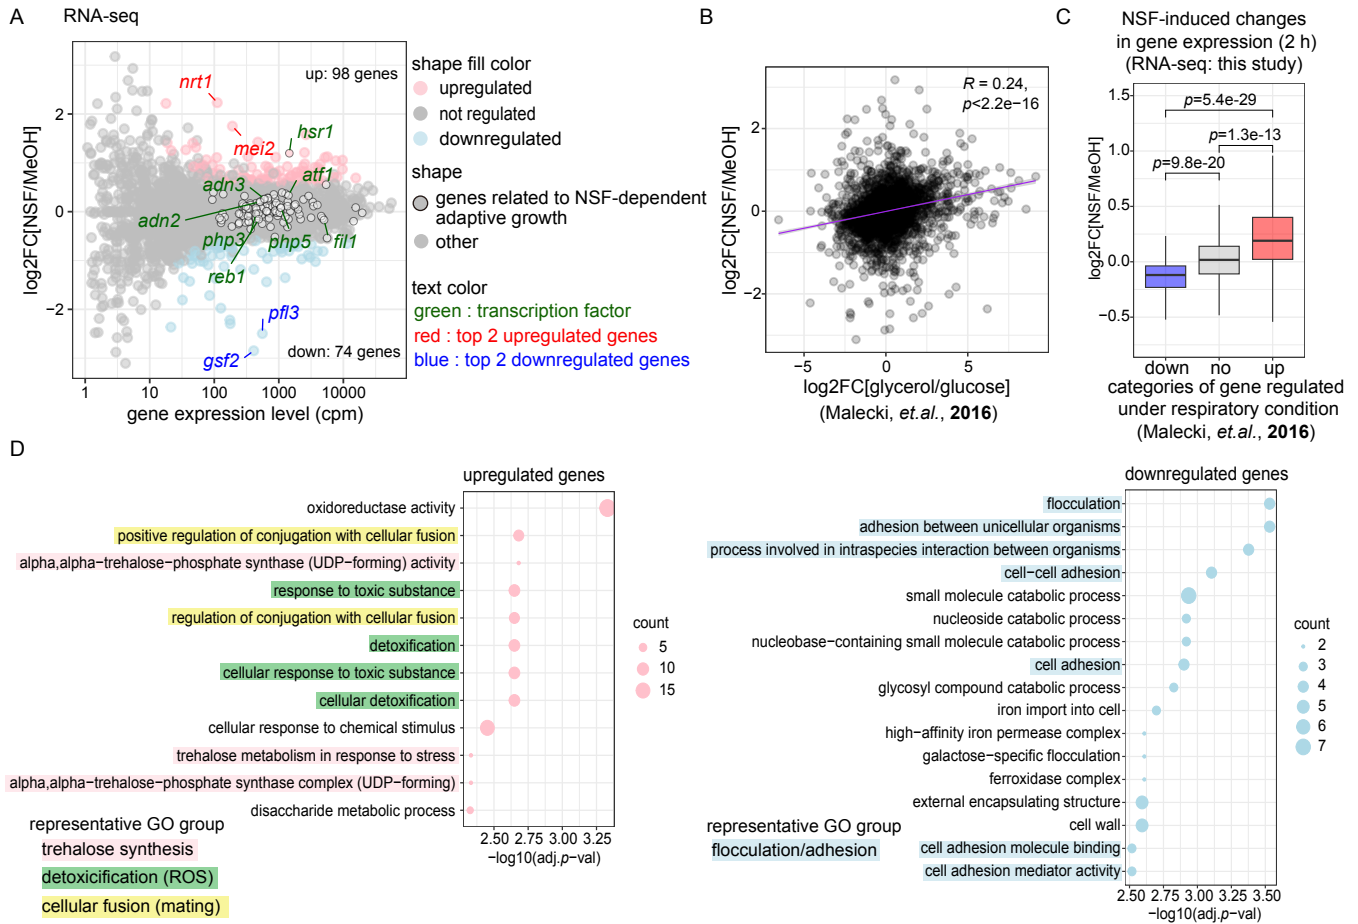 A
RNA-seq
log2FC[NSF/MeOH]
2
0
−2
1
10
100
1000
10000
gene expression level (cpm)
up: 98 genes
down: 74 genes
nrt1
mei2
hsr1
atf1
adn3
adn2
php3
php5
fil1
reb1
pfl3
gsf2
shape fill color
upregulated
not regulated
downregulated
shape
genes related to NSF-dependent
adaptive growth
other
text color
green : transcription factor
red : top 2 upregulated genes
blue : top 2 downregulated genes
B
R = 0.24,
p<2.2e−16
log2FC[NSF/MeOH]
2
0
−2
−5
0
5
log2FC[glycerol/glucose]
(Malecki, et.al., 2016)
C
NSF-induced changes
in gene expression (2 h)
(RNA-seq: this study)
log2FC[NSF/MeOH]
1.5
1.0
0.0
−0.5
p=5.4e-29
p=1.3e-13
p=9.8e-20
down
no
up
categories of gene regulated
under respiratory condition
(Malecki, et.al., 2016)
D
upregulated genes
oxidoreductase activity
positive regulation of conjugation with cellular fusion
alpha,alpha−trehalose−phosphate synthase (UDP−forming) activity
response to toxic substance
regulation of conjugation with cellular fusion
detoxification
cellular response to toxic substance
cellular detoxification
cellular response to chemical stimulus
trehalose metabolism in response to stress
alpha,alpha−trehalose−phosphate synthase complex (UDP−forming)
disaccharide metabolic process
2.50 2.75 3.00 3.25
−log10(adj.p−val)
count
5
10
15
representative GO group
trehalose synthesis
detoxicification (ROS)
cellular fusion (mating)
downregulated genes
flocculation
adhesion between unicellular organisms
process involved in intraspecies interaction between organisms
cell−cell adhesion
small molecule catabolic process
nucleoside catabolic process
nucleobase−containing small molecule catabolic process
cell adhesion
glycosyl compound catabolic process
iron import into cell
high−affinity iron permease complex
galactose−specific flocculation
ferroxidase complex
external encapsulating structure
cell wall
cell adhesion molecule binding
cell adhesion mediator activity
2.50 2.75 3.00 3.25 3.50
−log10(adj.p−val)
count
2
3
4
5
6
7
representative GO group
flocculation/adhesion